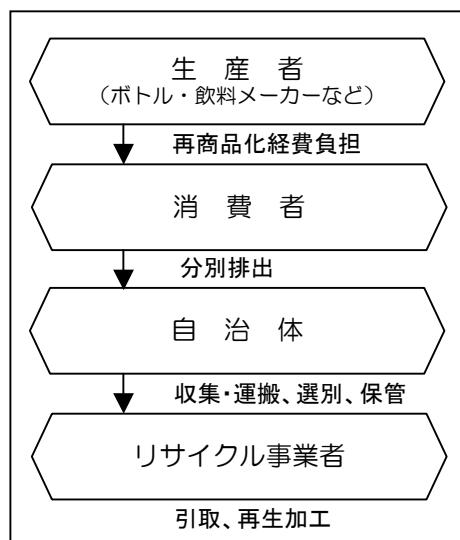 生 産 者
（ボトル・飲料メーカーなど）
再商品化経費負担
消 費 者
分別排出
自 治 体
収集・運搬、選別、保管
リサイクル事業者
引取、再生加工